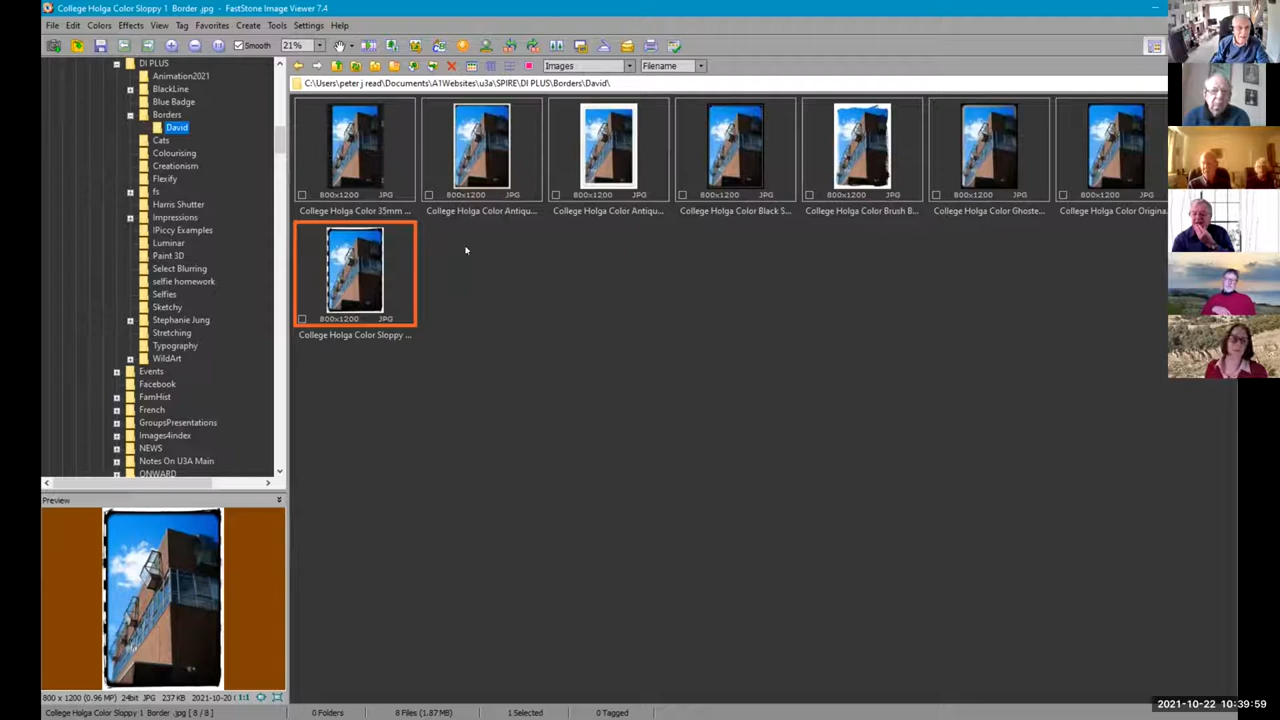 College Holga Color Sloppy 1 Border .jpg - FastStone Image Viewer 7.4
File Edit Colors Effects View Tag Favorites Create Tools Settings Help
Smooth 21%
Images Filename
C:\Users\peter j read\Documents\A1Websites\u3a\SPIRE\DI PLUS\Borders\David\
DI PLUS
Animation2021
BlackLine
Blue Badge
Borders
David
Cats
Colourising
Creationism
Flexify
fs
Harris Shutter
Impressions
IPiccy Examples
Luminar
Paint 3D
Select Blurring
selfie homework
Selfies
Sketchy
Stephanie Jung
Stretching
Typography
WildArt
Events
Facebook
FamHist
French
GroupsPresentations
Images4index
NEWS
Notes On U3A Main
ONWARD
800x1200 JPG
College Holga Color 35mm ...
800x1200 JPG
College Holga Color Antiqu...
800x1200 JPG
College Holga Color Antiqu...
800x1200 JPG
College Holga Color Black S...
800x1200 JPG
College Holga Color Brush B...
800x1200 JPG
College Holga Color Ghoste...
800x1200 JPG
College Holga Color Origina...
800x1200 JPG
College Holga Color Sloppy ...
Preview
800 x 1200 (0.96 MP) 24bit JPG 237 KB 2021-10-20 1:1
College Holga Color Sloppy 1 Border .jpg [ 8 / 8 ]
0 Folders 8 Files (1.87 MB) 1 Selected 0 Tagged
2021-10-22 10:39:59